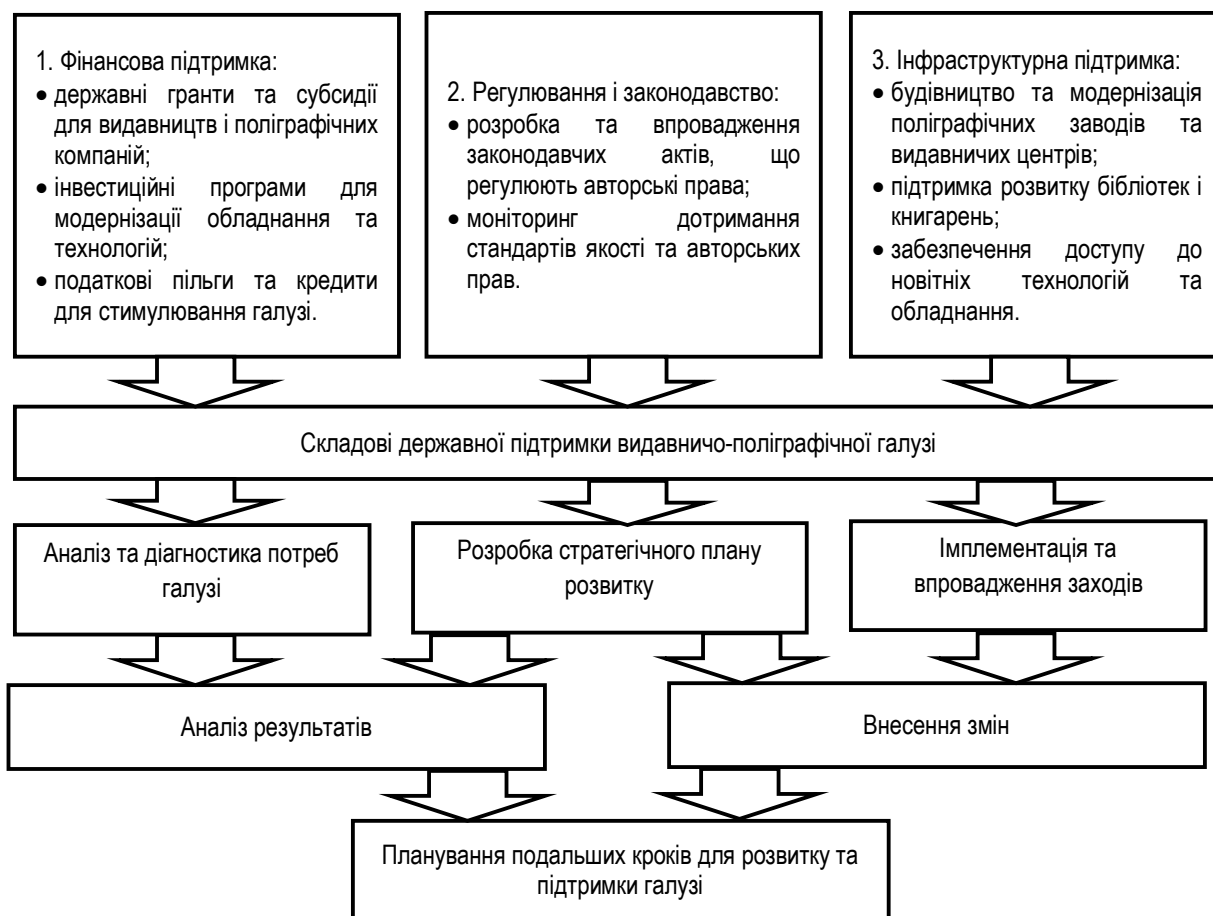 1. Фінансова підтримка:
• державні гранти та субсидії
для видавництв і поліграфічних
компаній;
• інвестиційні програми для
модернізації обладнання та
технологій;
• податкові пільги та кредити
для стимулювання галузі.
2. Регулювання і законодавство:
• розробка та впровадження
законодавчих актів, що
регулюють авторські права;
• моніторинг дотримання
стандартів якості та авторських
прав.
3. Інфраструктурна підтримка:
• будівництво та модернізація
поліграфічних заводів та
видавничих центрів;
• підтримка розвитку бібліотек і
книгарень;
• забезпечення доступу до
новітніх технологій та
обладнання.
Складові державної підтримки видавничо-поліграфічної галузі
Аналіз та діагностика потреб
галузі
Розробка стратегічного плану
розвитку
Імплементація та
впровадження заходів
Аналіз результатів
Внесення змін
Планування подальших кроків для розвитку та
підтримки галузі